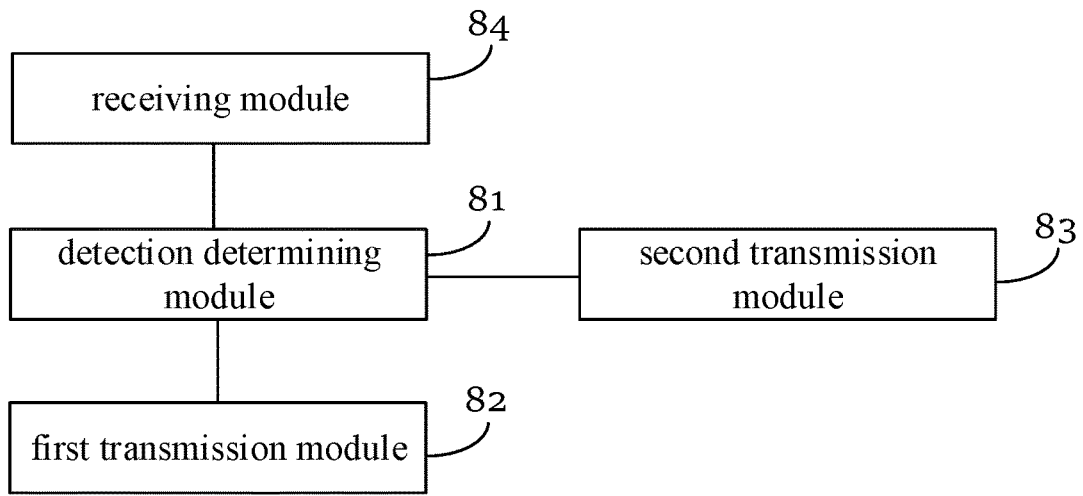 84
receiving module
81
detection determining
module
83
second transmission
module
82
first transmission module